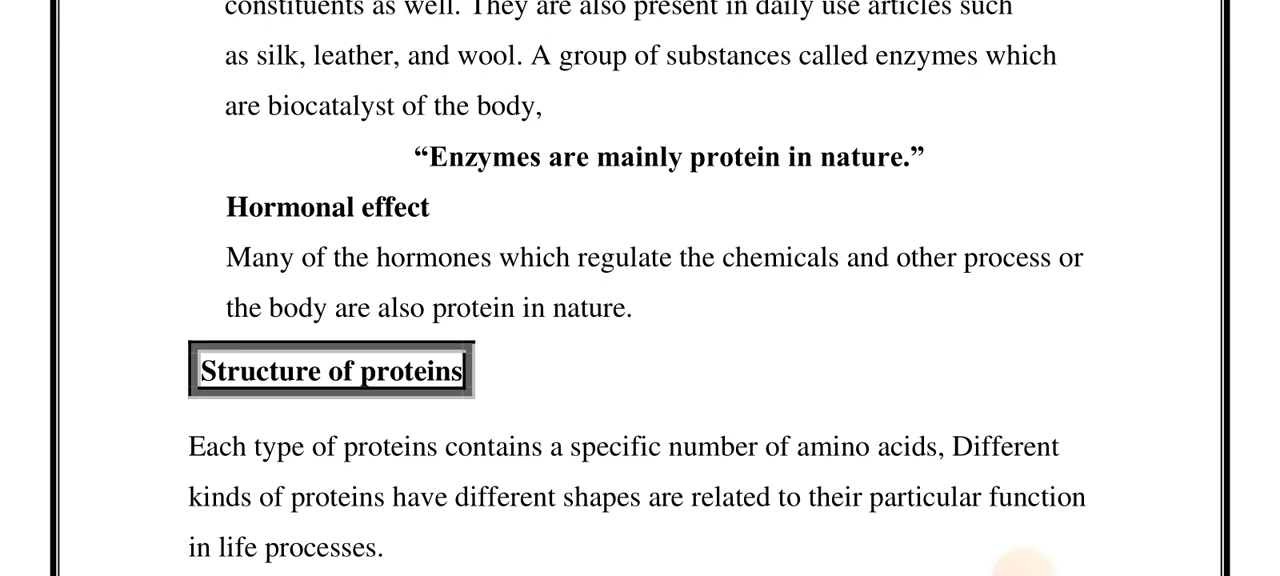 constituents as well. They are also present in daily use articles such
as silk, leather, and wool. A group of substances called enzymes which
are biocatalyst of the body,
“Enzymes are mainly protein in nature.”
Hormonal effect
Many of the hormones which regulate the chemicals and other process or
the body are also protein in nature.
Structure of proteins
Each type of proteins contains a specific number of amino acids, Different
kinds of proteins have different shapes are related to their particular function
in life processes.